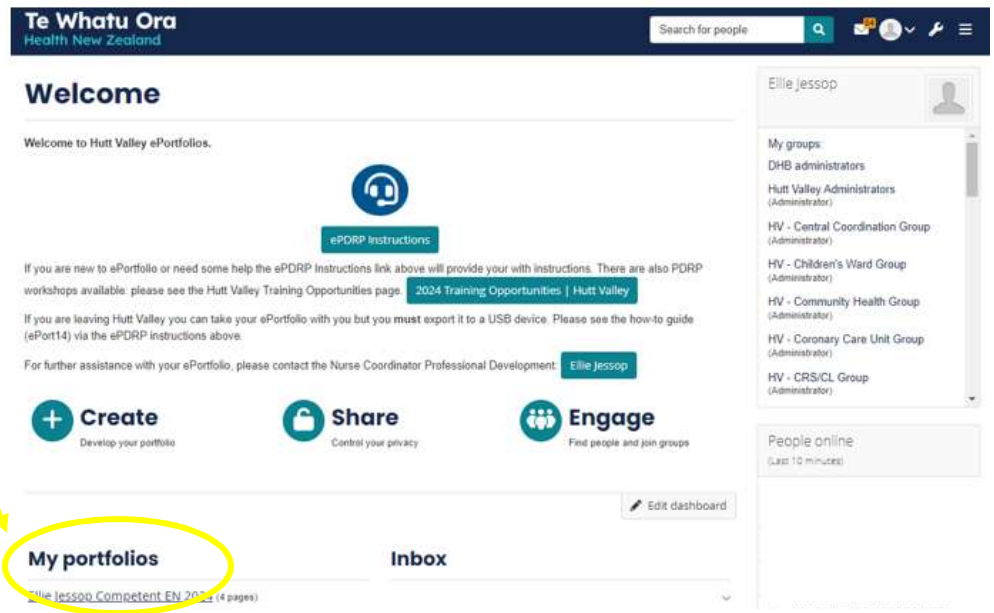 Te Whatu Ora
Health New Zealand
Search for people
Welcome
Welcome to Hutt Valley ePortfolios.
ePDRP Instructions
If you are new to ePortfolio or need some help the ePDRP Instructions link above will provide your with instructions. There are also PDRP
workshops available: please see the Hutt Valley Training Opportunities page. 2024 Training Opportunities | Hutt Valley
If you are leaving Hutt Valley you can take your ePortfolio with you but you must export it to a USB device. Please see the how-to guide
(ePort14) via the ePDRP instructions above.
For further assistance with your ePortfolio, please contact the Nurse Coordinator Professional Development: Ellie Jessop
Create
Develop your portfolio
Share
Control your privacy
Engage
Find people and join groups
Edit dashboard
My portfolios
Ellie Jessop Competent EN 2024 (4 pages)
Inbox
Ellie Jessop
My groups:
DHB administrators
Hutt Valley Administrators
(Administrator)
HV - Central Coordination Group
(Administrator)
HV - Children's Ward Group
(Administrator)
HV - Community Health Group
(Administrator)
HV - Coronary Care Unit Group
(Administrator)
HV - CRS/CL Group
(Administrator)
People online
(Last 10 minutes)